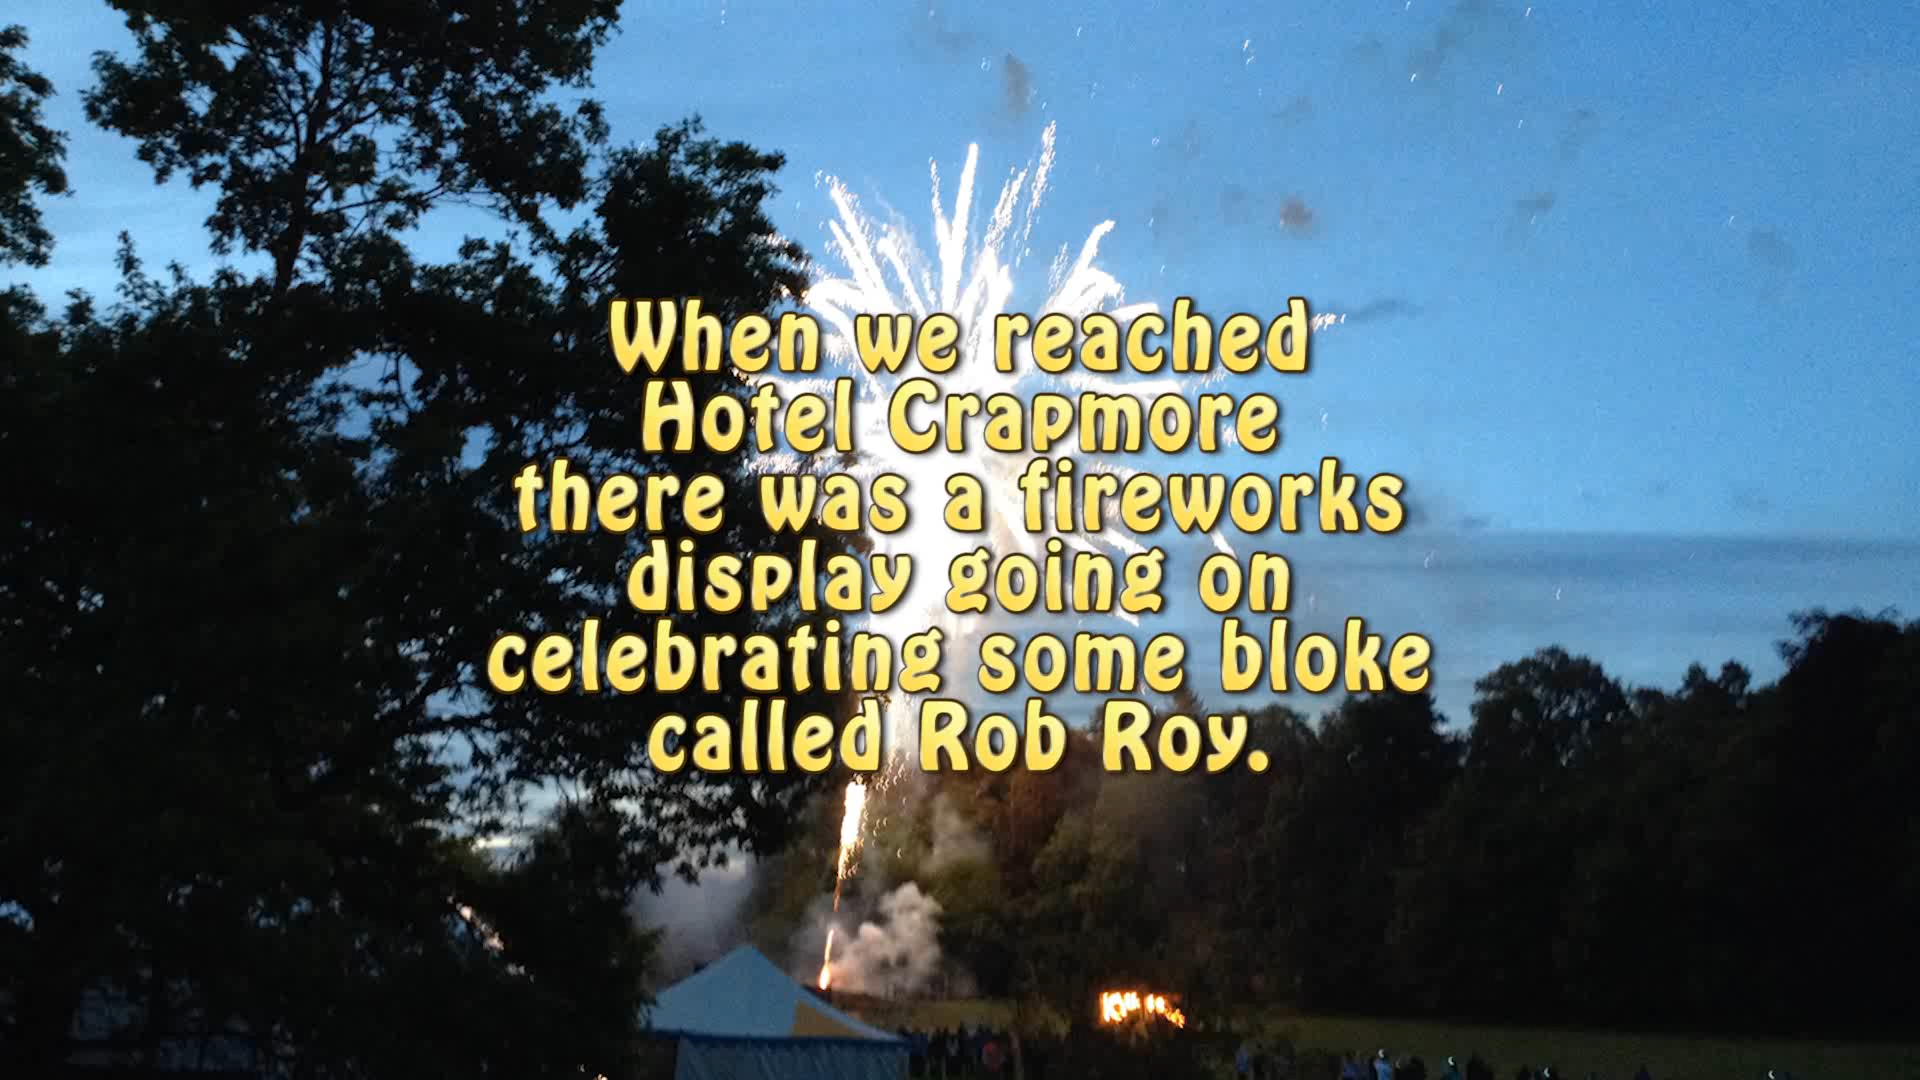 When we reached
Hotel Crapmore
there was a fireworks
display going on
celebrating some bloke
called Rob Roy.